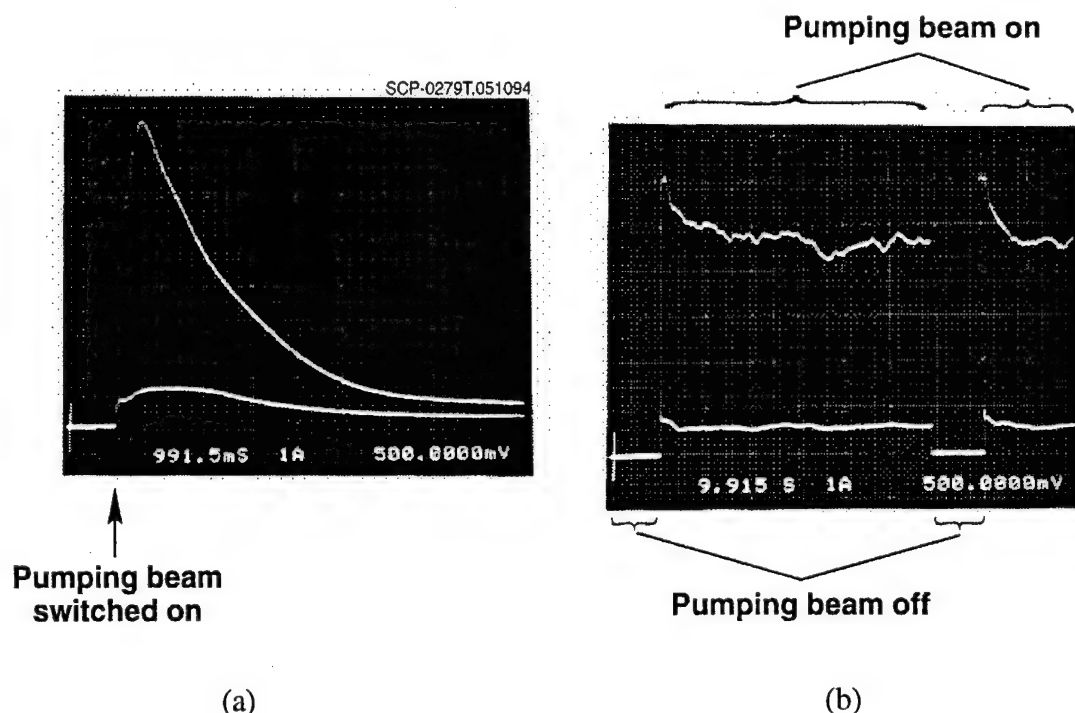 Pumping beam on
SCP-0279T.051094
991.5mS 1A 500.0000mV
9.915 S 1A 500.0000mV
Pumping beam
switched on
Pumping beam off
(a)
(b)